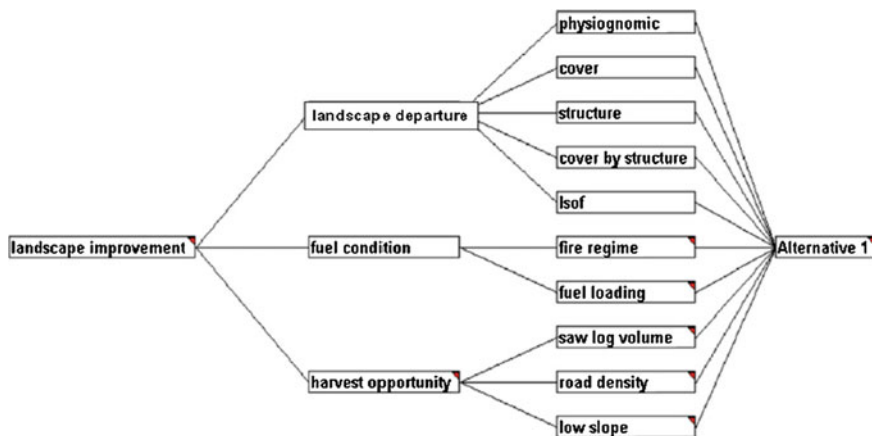 physiognomic
cover
landscape departure
structure
cover by structure
lsof
landscape improvement
fuel condition
fire regime
Alternative 1
fuel loading
saw log volume
harvest opportunity
road density
low slope